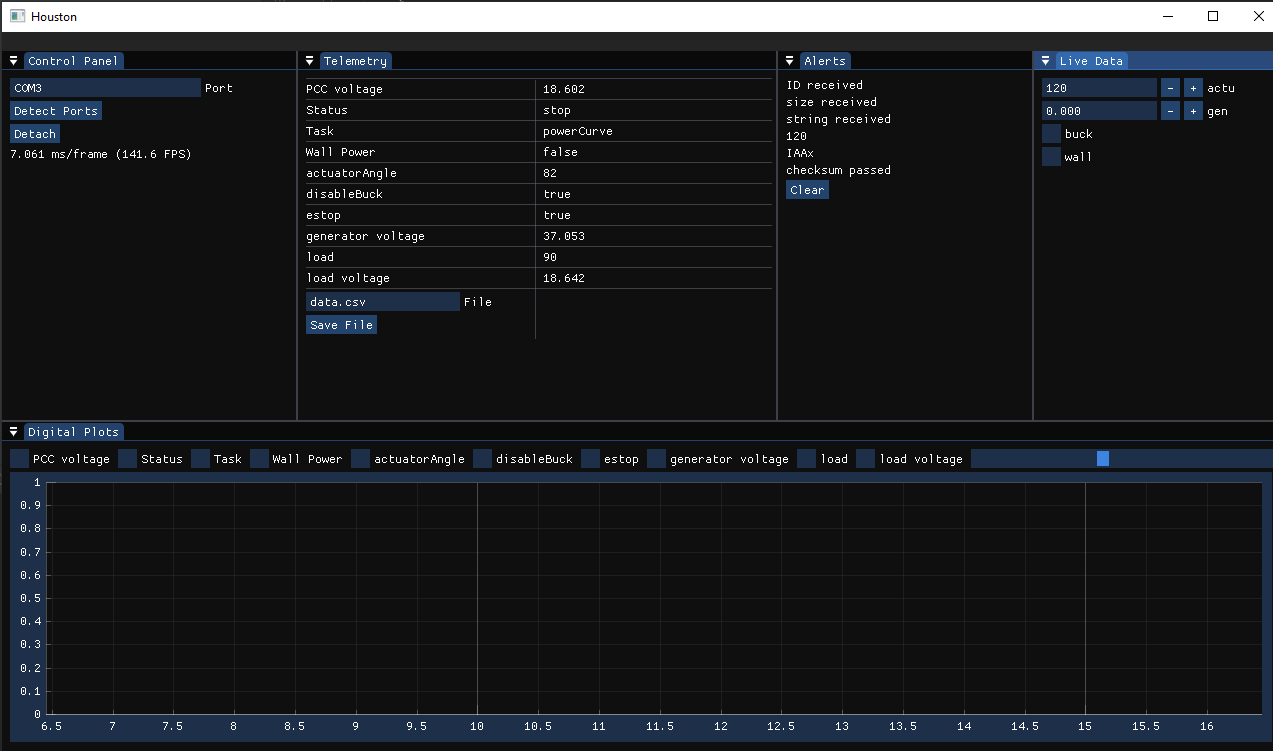 Houston
Control Panel
COM3 Port
Detect Ports
Detach
7.061 ms/frame (141.6 FPS)
Telemetry
PCC voltage 18.602
Status stop
Task powerCurve
Wall Power false
actuatorAngle 82
disableBuck true
estop true
generator voltage 37.053
load 90
load voltage 18.642
data.csv File
Save File
Alerts
ID received
size received
string received
120
IAAx
checksum passed
Clear
Live Data
120 - + actu
0.000 - + gen
buck
wall
Digital Plots
PCC voltage Status Task Wall Power actuatorAngle disableBuck estop generator voltage load load voltage
1
0.9
0.8
0.7
0.6
0.5
0.4
0.3
0.2
0.1
0
6.5 7 7.5 8 8.5 9 9.5 10 10.5 11 11.5 12 12.5 13 13.5 14 14.5 15 15.5 16